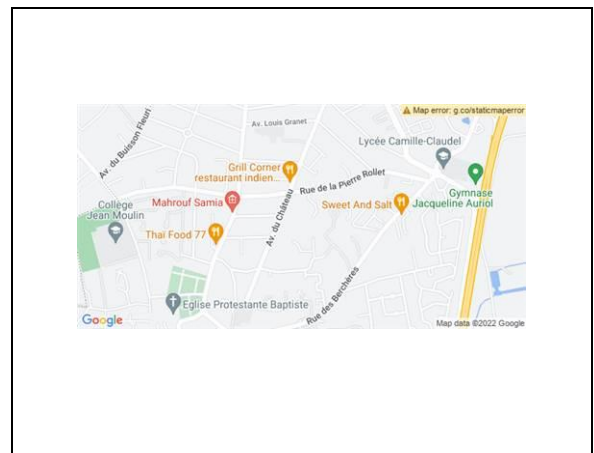 Map error: g.co/staticmaperror
Av. du Buisson Fleuri
Av. Louis Granet
Lycée Camille-Claudel
Grill Corner
restaurant indien...
Rue de la Pierre Rollet
Gymnase
Jacqueline Auriol
Collège
Jean Moulin
Mahrouf Samia
Sweet And Salt
Av. du Château
Thaï Food 77
Rue des Berchères
Église Protestante Baptiste
Google
Map data ©2022 Google